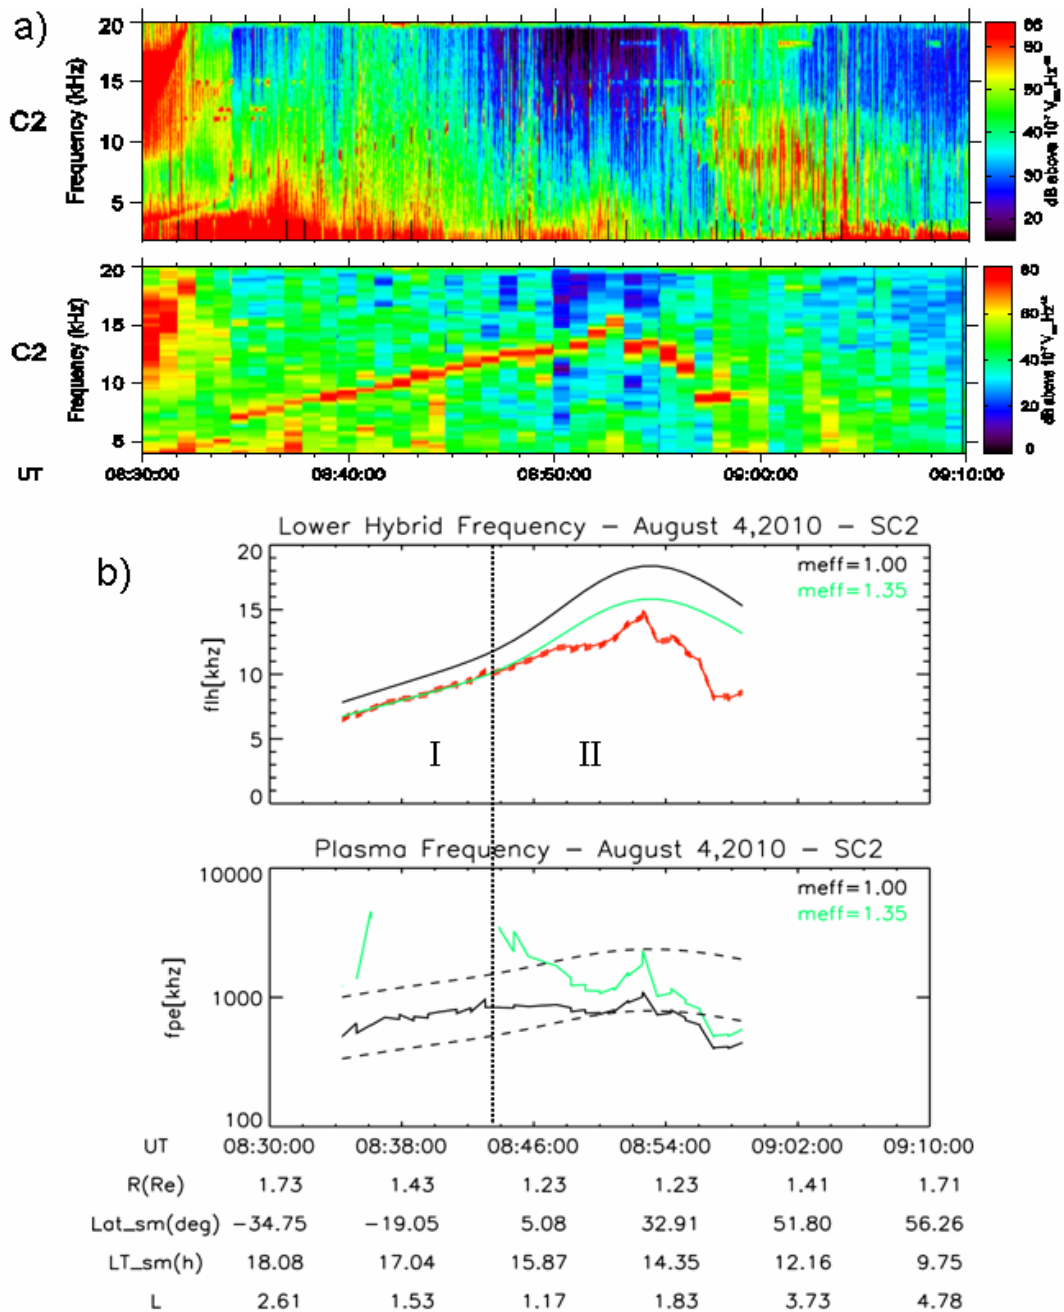 a)
C2
Frequency (kHz)
20
15
10
5
66
60
50
40
30
20
C2
Frequency (kHz)
20
15
10
5
60
60
40
20
0
UT 08:30:00 08:40:00 08:50:00 09:00:00 09:10:00
b)
Lower Hybrid Frequency – August 4,2010 – SC2
meff=1.00
meff=1.35
flh[khz]
20
15
10
5
0
I II
Plasma Frequency – August 4,2010 – SC2
meff=1.00
meff=1.35
fpe[khz]
10000
1000
100
UT 08:30:00 08:38:00 08:46:00 08:54:00 09:02:00 09:10:00
R(Re) 1.73 1.43 1.23 1.23 1.41 1.71
Lat_sm(deg) −34.75 −19.05 5.08 32.91 51.80 56.26
LT_sm(h) 18.08 17.04 15.87 14.35 12.16 9.75
L 2.61 1.53 1.17 1.83 3.73 4.78